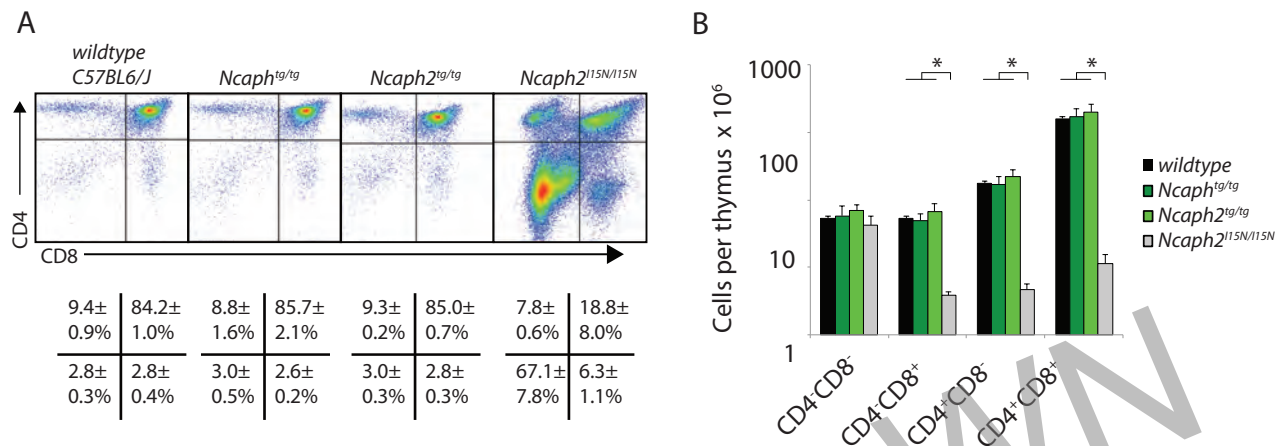 A
wildtype
C57BL6/J
Ncaph^tg/tg
Ncaph2^tg/tg
Ncaph2^I15N/I15N
CD4
CD8
9.4± 84.2± 8.8± 85.7± 9.3± 85.0± 7.8± 18.8±
0.9% 1.0% 1.6% 2.1% 0.2% 0.7% 0.6% 8.0%
2.8± 2.8± 3.0± 2.6± 3.0± 2.8± 67.1± 6.3±
0.3% 0.4% 0.5% 0.2% 0.3% 0.3% 7.8% 1.1%
B
Cells per thymus x 10⁶
1000
100
10
1
* * *
CD4⁻CD8⁻
CD4⁻CD8⁺
CD4⁺CD8⁻
CD4⁺CD8⁺
wildtype
Ncaph^tg/tg
Ncaph2^tg/tg
Ncaph2^I15N/I15N